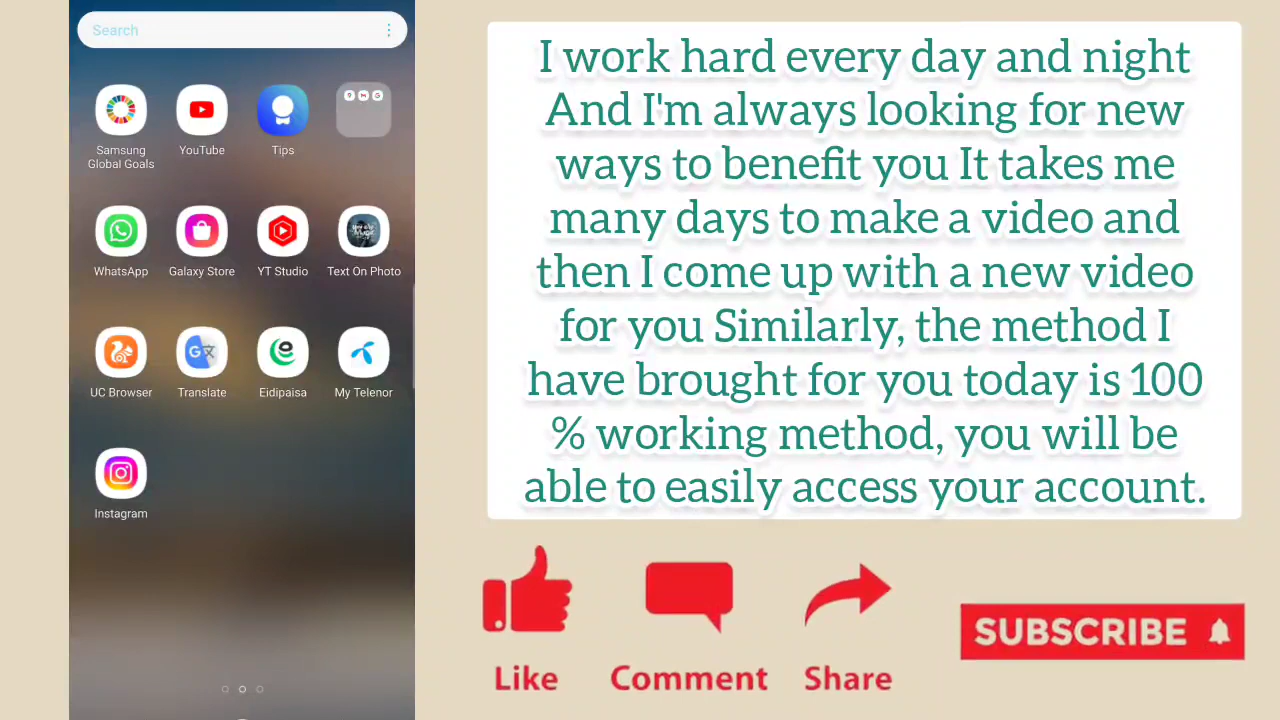 Search
Samsung
Global Goals
YouTube
Tips
WhatsApp
Galaxy Store
YT Studio
Text On Photo
UC Browser
Translate
Eidipaisa
My Telenor
Instagram
I work hard every day and night
And I'm always looking for new
ways to benefit you It takes me
many days to make a video and
then I come up with a new video
for you Similarly, the method I
have brought for you today is 100
% working method, you will be
able to easily access your account.
Like
Comment
Share
SUBSCRIBE